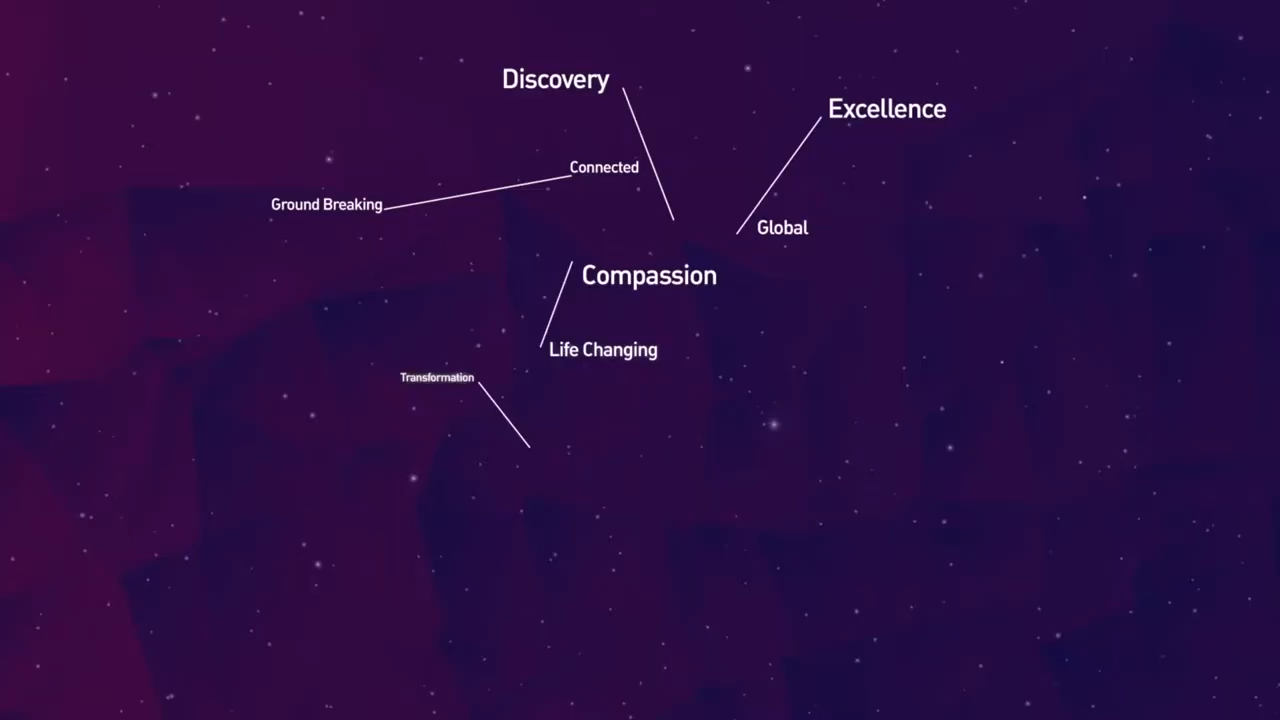 Discovery
Excellence
Connected
Ground Breaking
Global
Compassion
Life Changing
Transformation